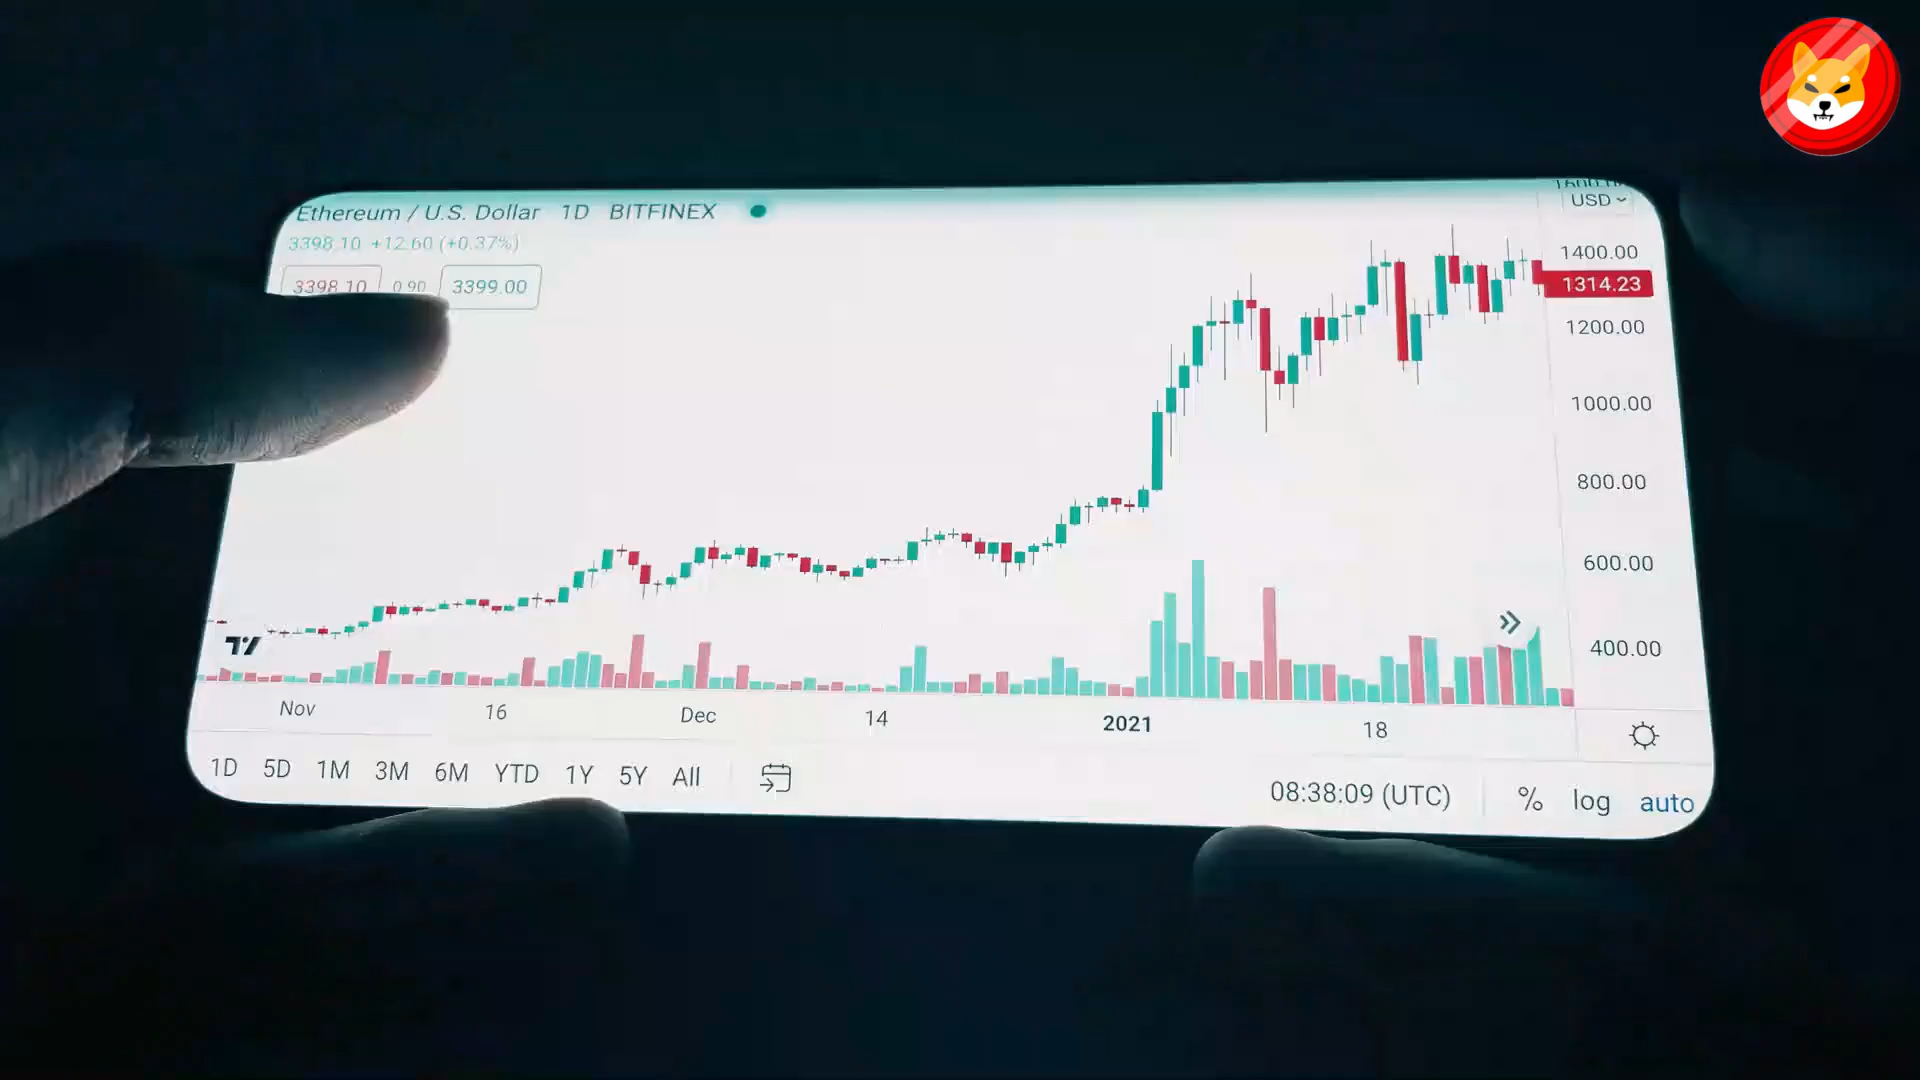 Ethereum / U.S. Dollar 1D BITFINEX
USD
3398.10 +12.60 (+0.37%)
3398.10 0.90 3399.00
1400.00
1314.23
1200.00
1000.00
800.00
600.00
400.00
Nov 16 Dec 14 2021 18
1D 5D 1M 3M 6M YTD 1Y 5Y All
08:38:09 (UTC) % log auto